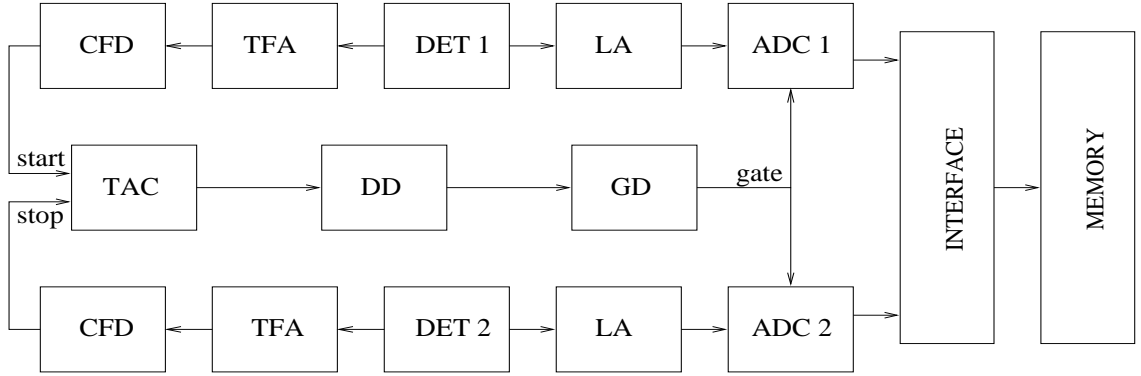 CFD
TFA
DET 1
LA
ADC 1
start
stop
TAC
DD
GD
gate
INTERFACE
MEMORY
CFD
TFA
DET 2
LA
ADC 2